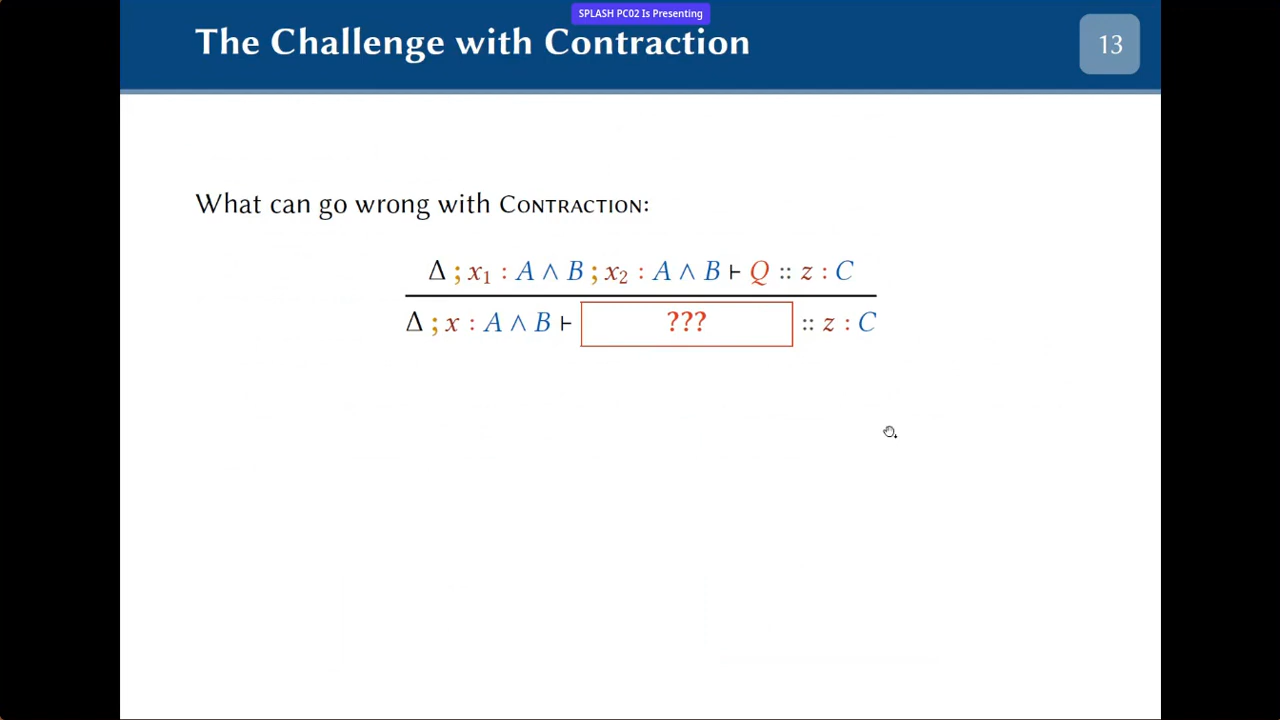 SPLASH PC02 Is Presenting
The Challenge with Contraction
13
What can go wrong with CONTRACTION:
Δ ; x₁ : A ∧ B ; x₂ : A ∧ B ⊢ Q :: z : C
Δ ; x : A ∧ B ⊢ ??? :: z : C